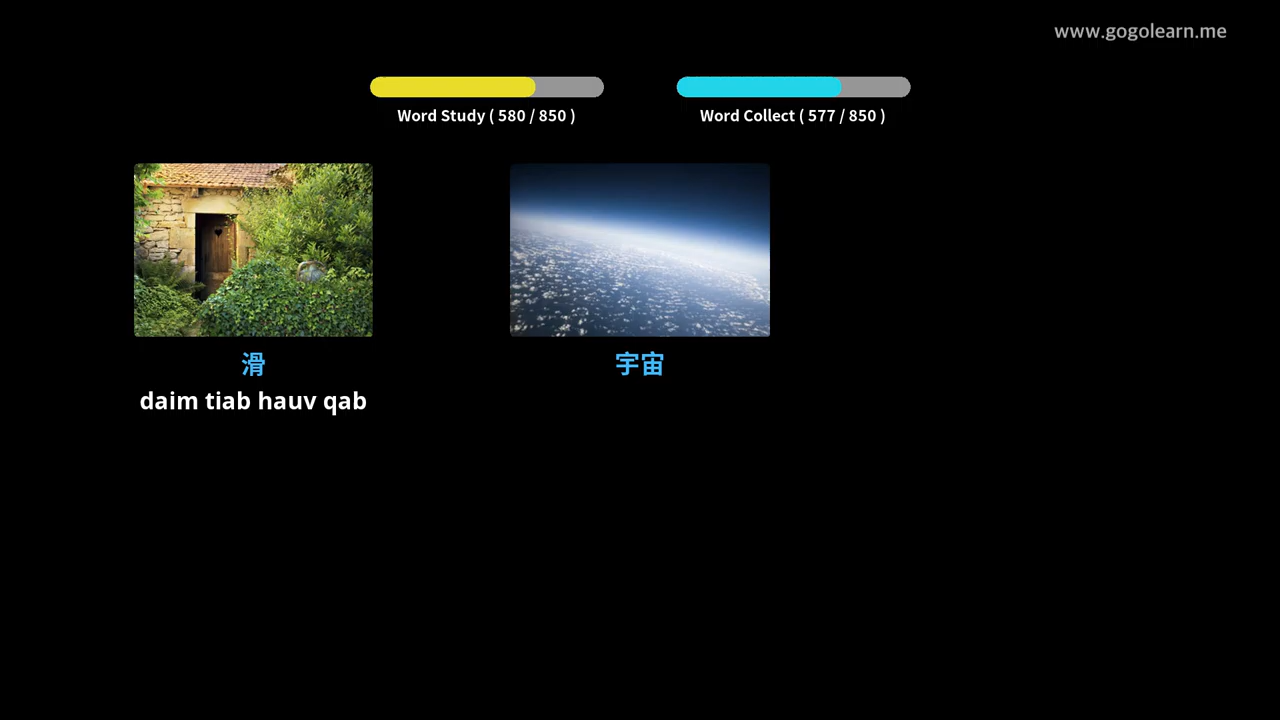 www.gogolearn.me
Word Study ( 580 / 850 )
Word Collect ( 577 / 850 )
滑
daim tiab hauv qab
宇宙